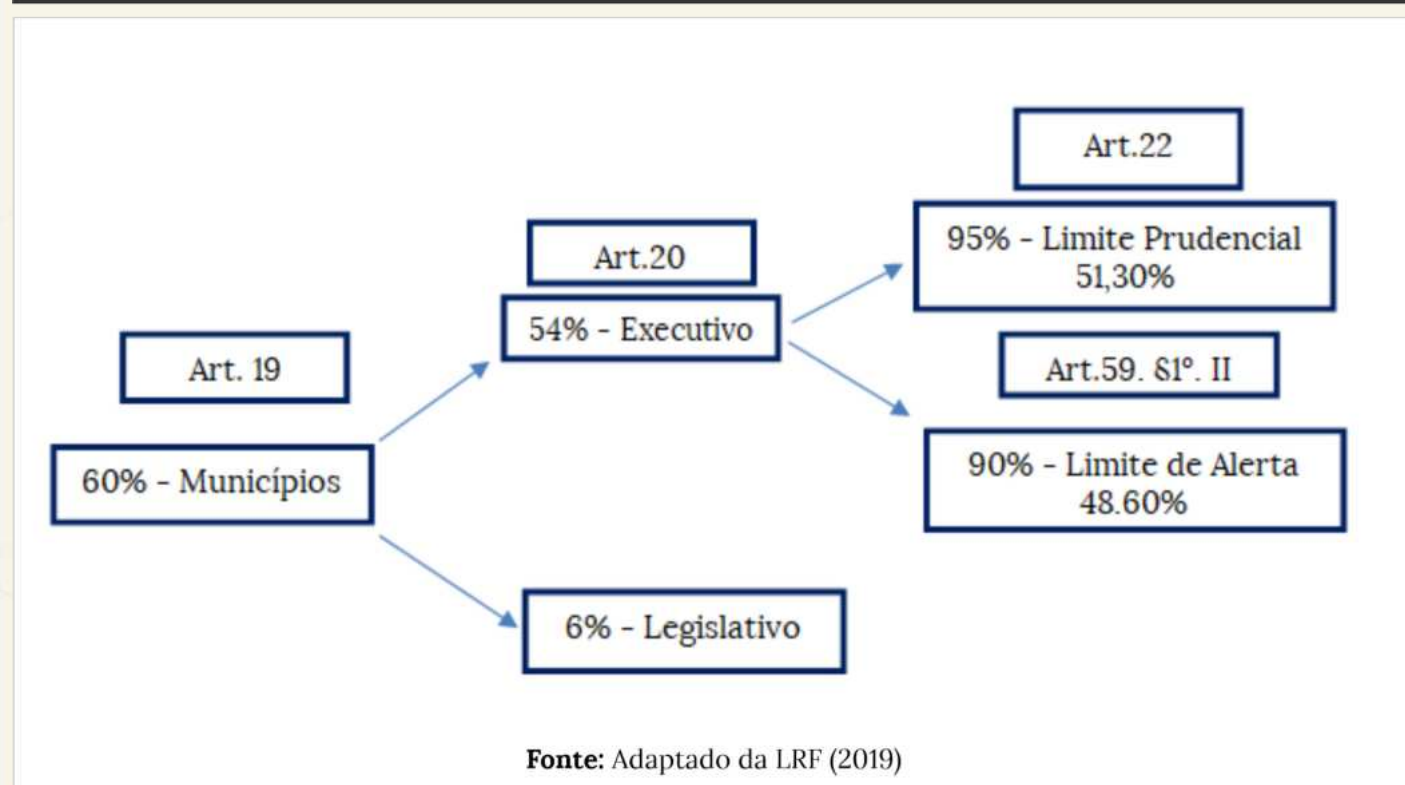 Art. 19
60% - Municípios
Art.20
54% - Executivo
6% - Legislativo
Art.22
95% - Limite Prudencial
51,30%
Art.59. §1º. II
90% - Limite de Alerta
48.60%
Fonte: Adaptado da LRF (2019)